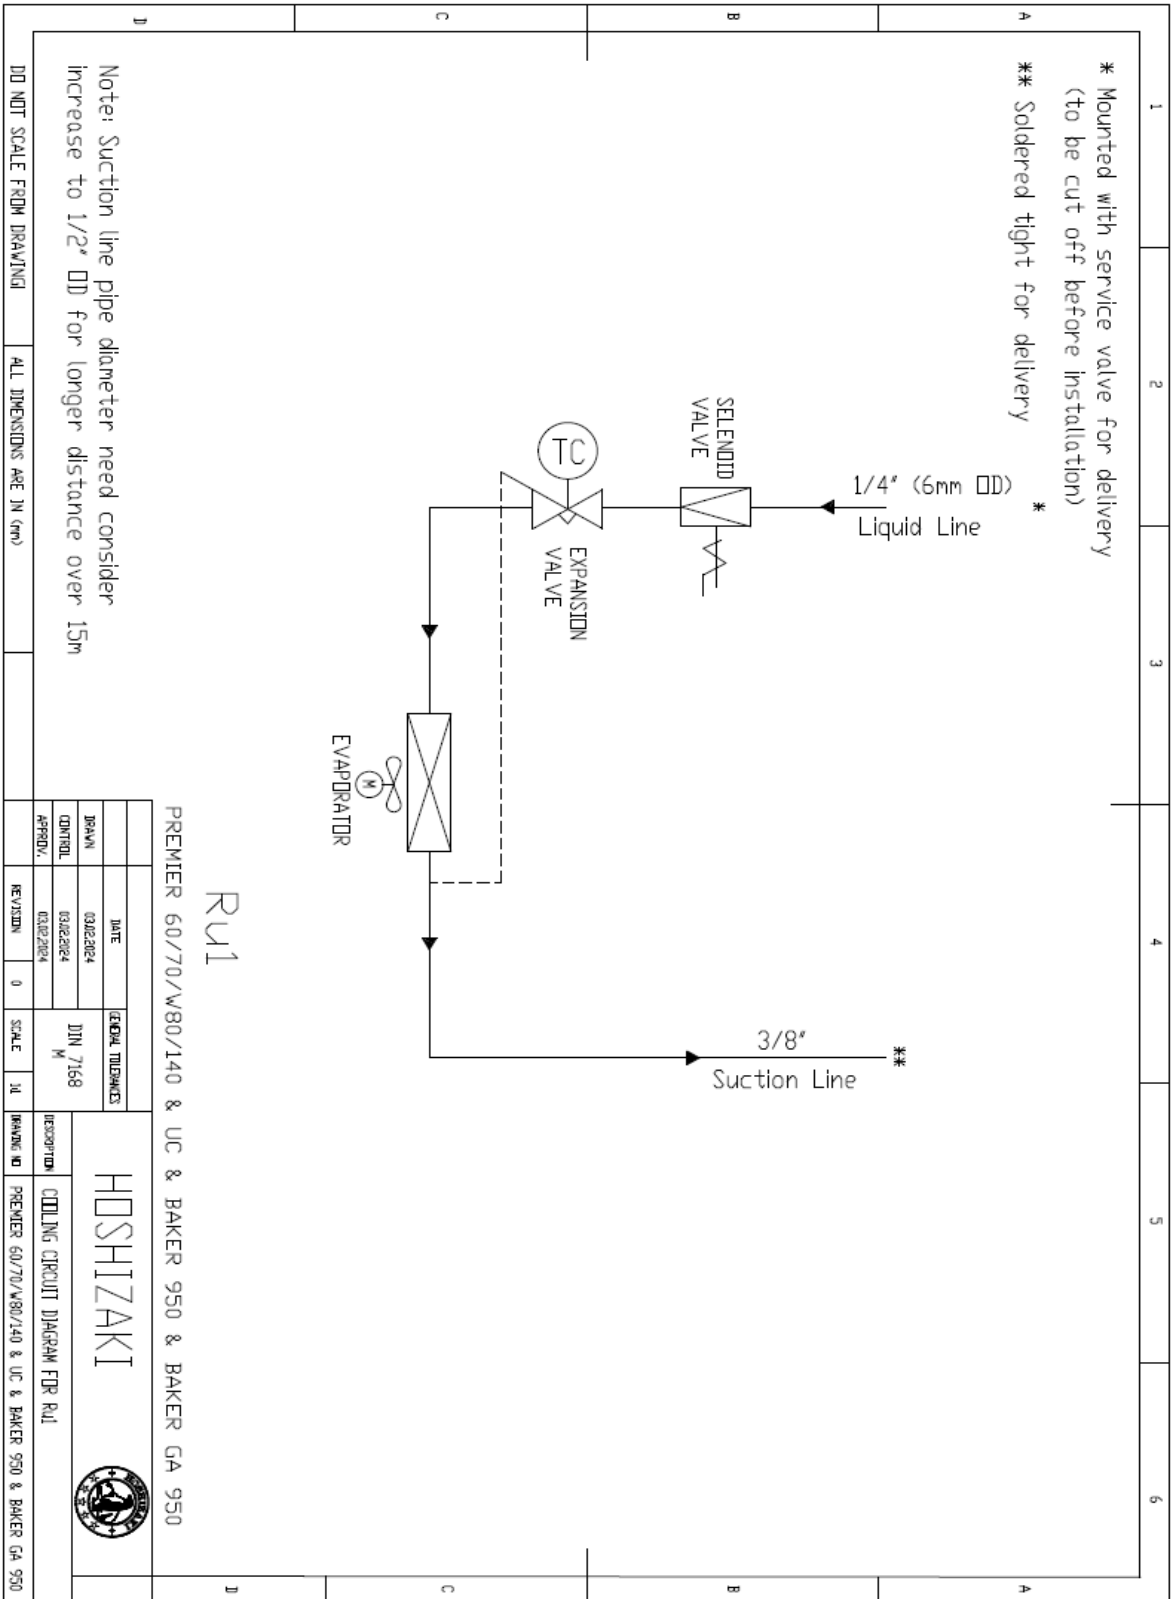 1
2
3
4
5
6
A
A
B
B
C
C
D
D
* Mounted with service valve for delivery
(to be cut off before installation)
** Soldered tight for delivery
*
1/4" (6mm OD)
Liquid Line
SELENOID
VALVE
TC
EXPANSION
VALVE
EVAPORATOR
M
**
3/8"
Suction Line
Ru1
PREMIER 60/70/W80/140 & UC & BAKER 950 & BAKER GA 950
Note: Suction line pipe diameter need consider
increase to 1/2" OD for longer distance over 15m
DATE
GENERAL TOLERANCES
DRAWN
03.02.2024
CONTROL
03.02.2024
APPROV.
03.02.2024
DIN 7168
M
HOSHIZAKI
HOSHIZAKI
DESCRIPTION
COOLING CIRCUIT DIAGRAM FOR Ru1
DO NOT SCALE FROM DRAWING!
ALL DIMENSIONS ARE IN (mm)
REVISION
0
SCALE
DRAWING NO
PREMIER 60/70/W80/140 & UC & BAKER 950 & BAKER GA 950